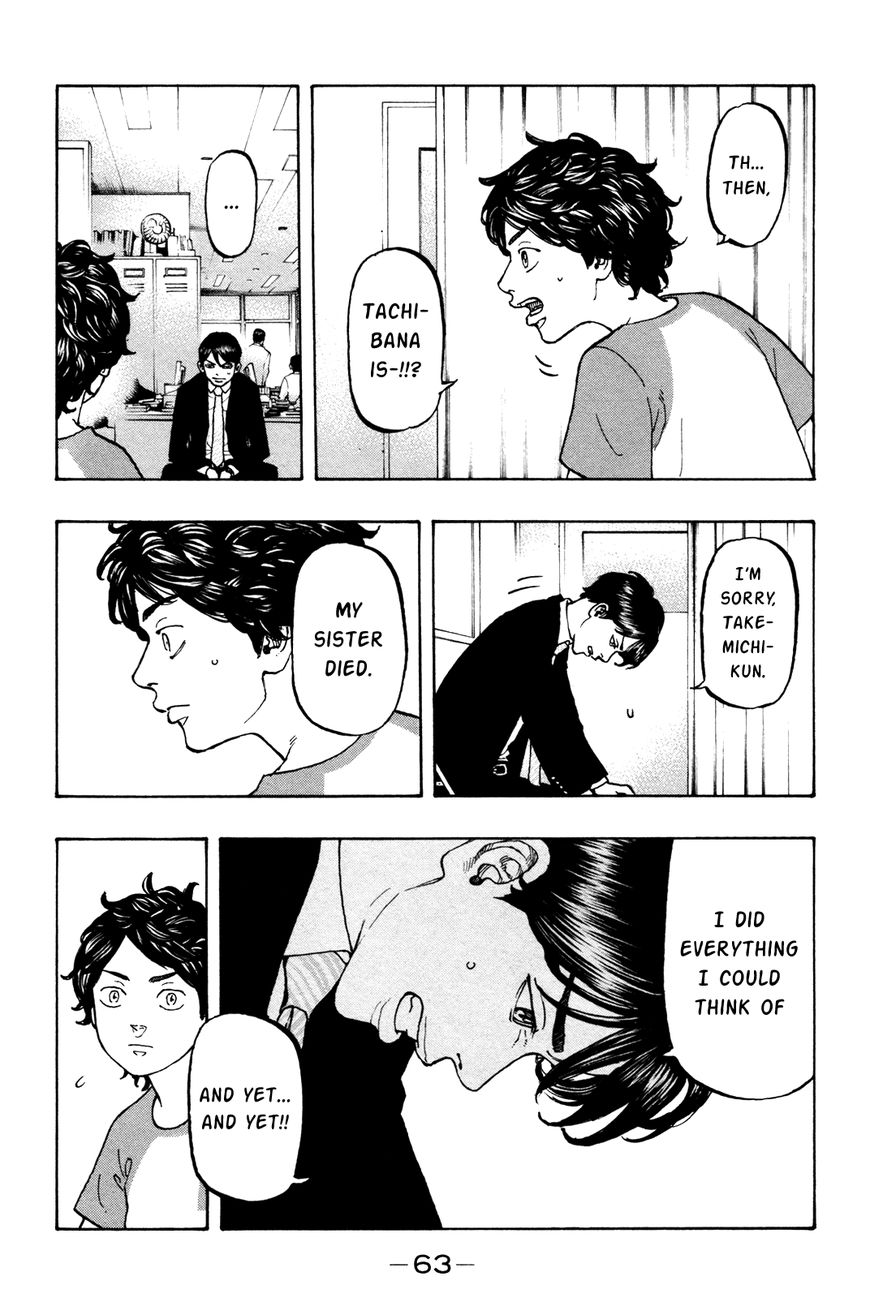 TH...
THEN,
TACHI-
BANA
IS-!!?
...
I'M
SORRY,
TAKE-
MICHI-
KUN.
MY
SISTER
DIED.
I DID
EVERYTHING
I COULD
THINK OF
AND YET...
AND YET!!
—63—